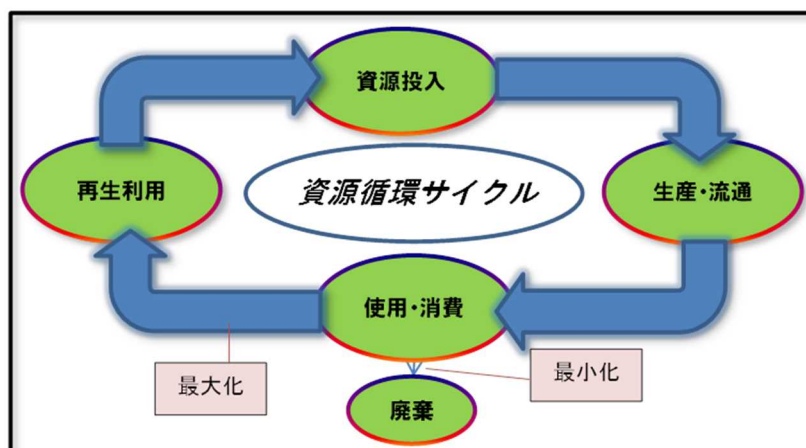 資源投入
再生利用
資源循環サイクル
生産・流通
使用・消費
最大化
最小化
廃棄